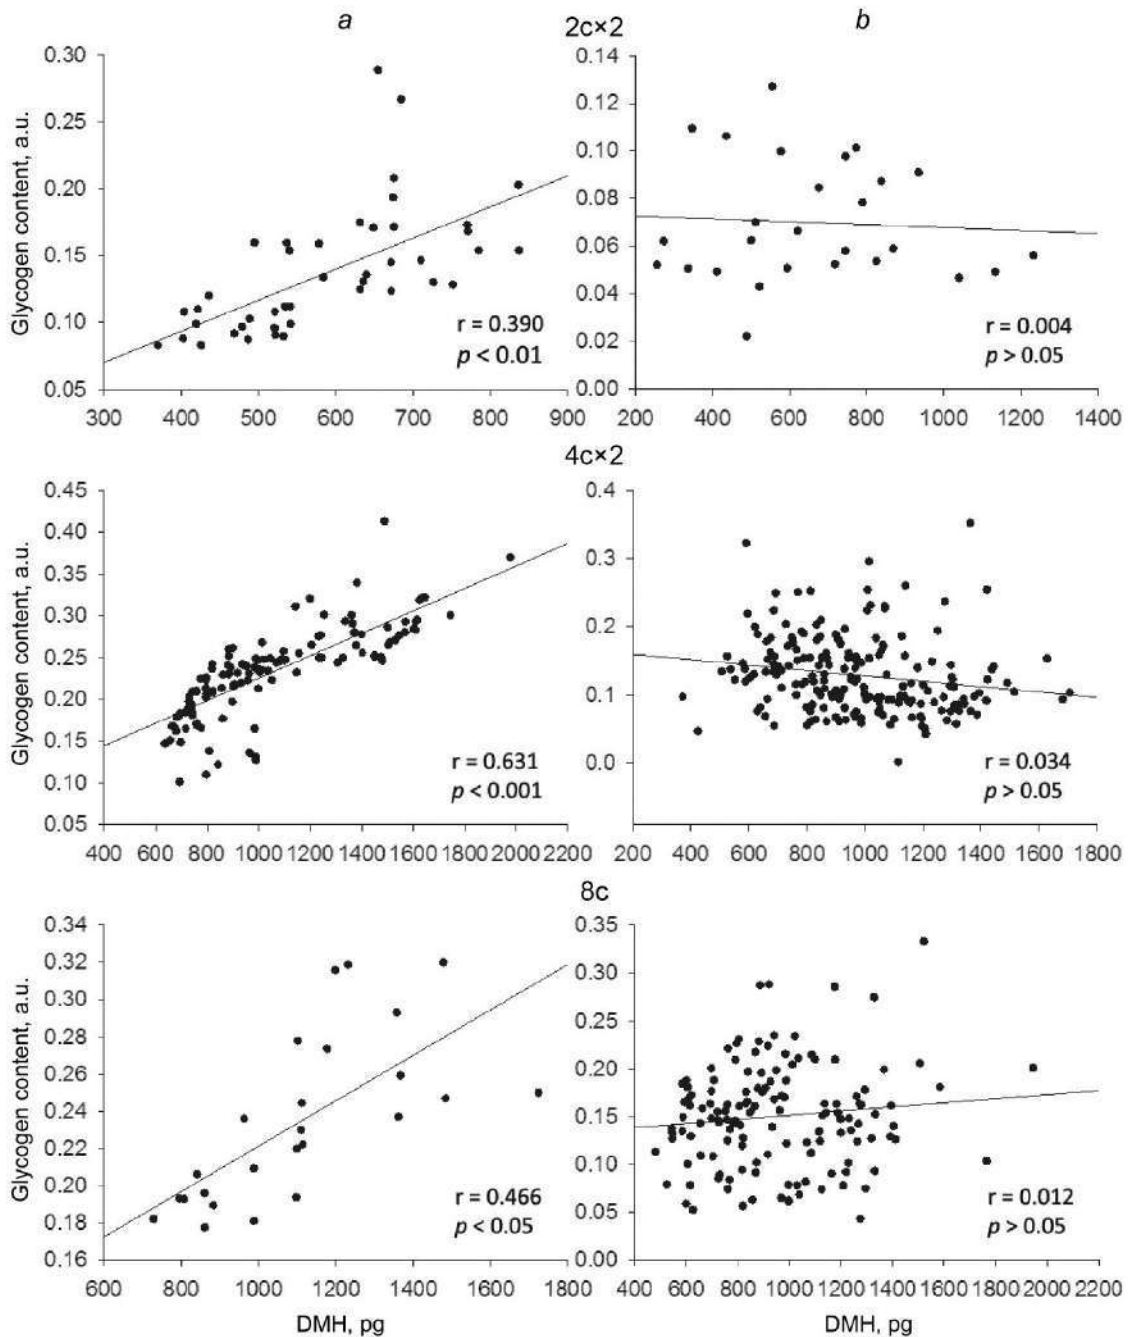 a
b
2c×2
0.30
0.25
0.20
0.15
0.10
0.05
Glycogen content, a.u.
r = 0.390
p < 0.01
300 400 500 600 700 800 900
0.14
0.12
0.10
0.08
0.06
0.04
0.02
0.00
r = 0.004
p > 0.05
200 400 600 800 1000 1200 1400
4c×2
0.45
0.40
0.35
0.30
0.25
0.20
0.15
0.10
0.05
Glycogen content, a.u.
r = 0.631
p < 0.001
400 600 800 1000 1200 1400 1600 1800 2000 2200
0.4
0.3
0.2
0.1
0.0
r = 0.034
p > 0.05
200 400 600 800 1000 1200 1400 1600 1800
8c
0.34
0.32
0.30
0.28
0.26
0.24
0.22
0.20
0.18
0.16
Glycogen content, a.u.
r = 0.466
p < 0.05
600 800 1000 1200 1400 1600 1800
DMH, pg
0.35
0.30
0.25
0.20
0.15
0.10
0.05
0.00
r = 0.012
p > 0.05
400 600 800 1000 1200 1400 1600 1800 2000 2200
DMH, pg